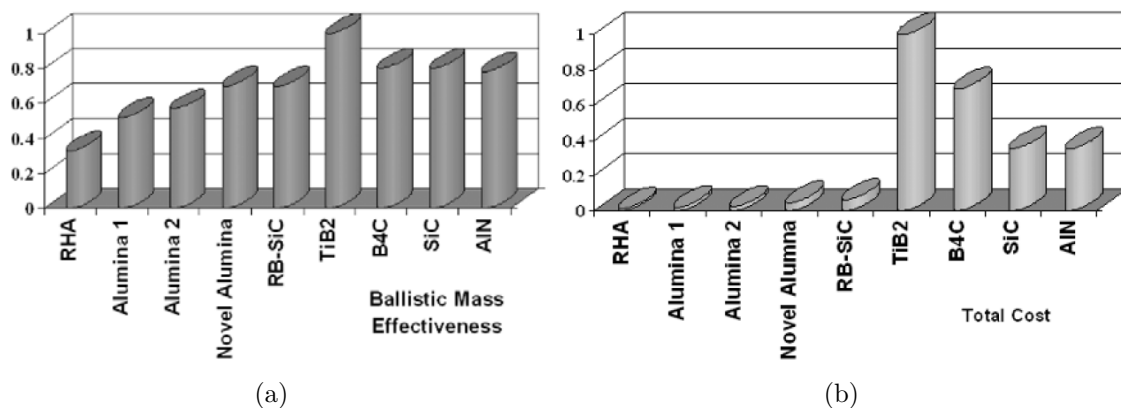 1
0.8
0.6
0.4
0.2
0
RHA
Alumina 1
Alumina 2
Novel Alumina
RB-SiC
TiB2
B4C
SiC
AlN
Ballistic Mass
Effectiveness
(a)
1
0.8
0.6
0.4
0.2
0
RHA
Alumina 1
Alumina 2
Novel Alumna
RB-SiC
TiB2
B4C
SiC
AlN
Total Cost
(b)